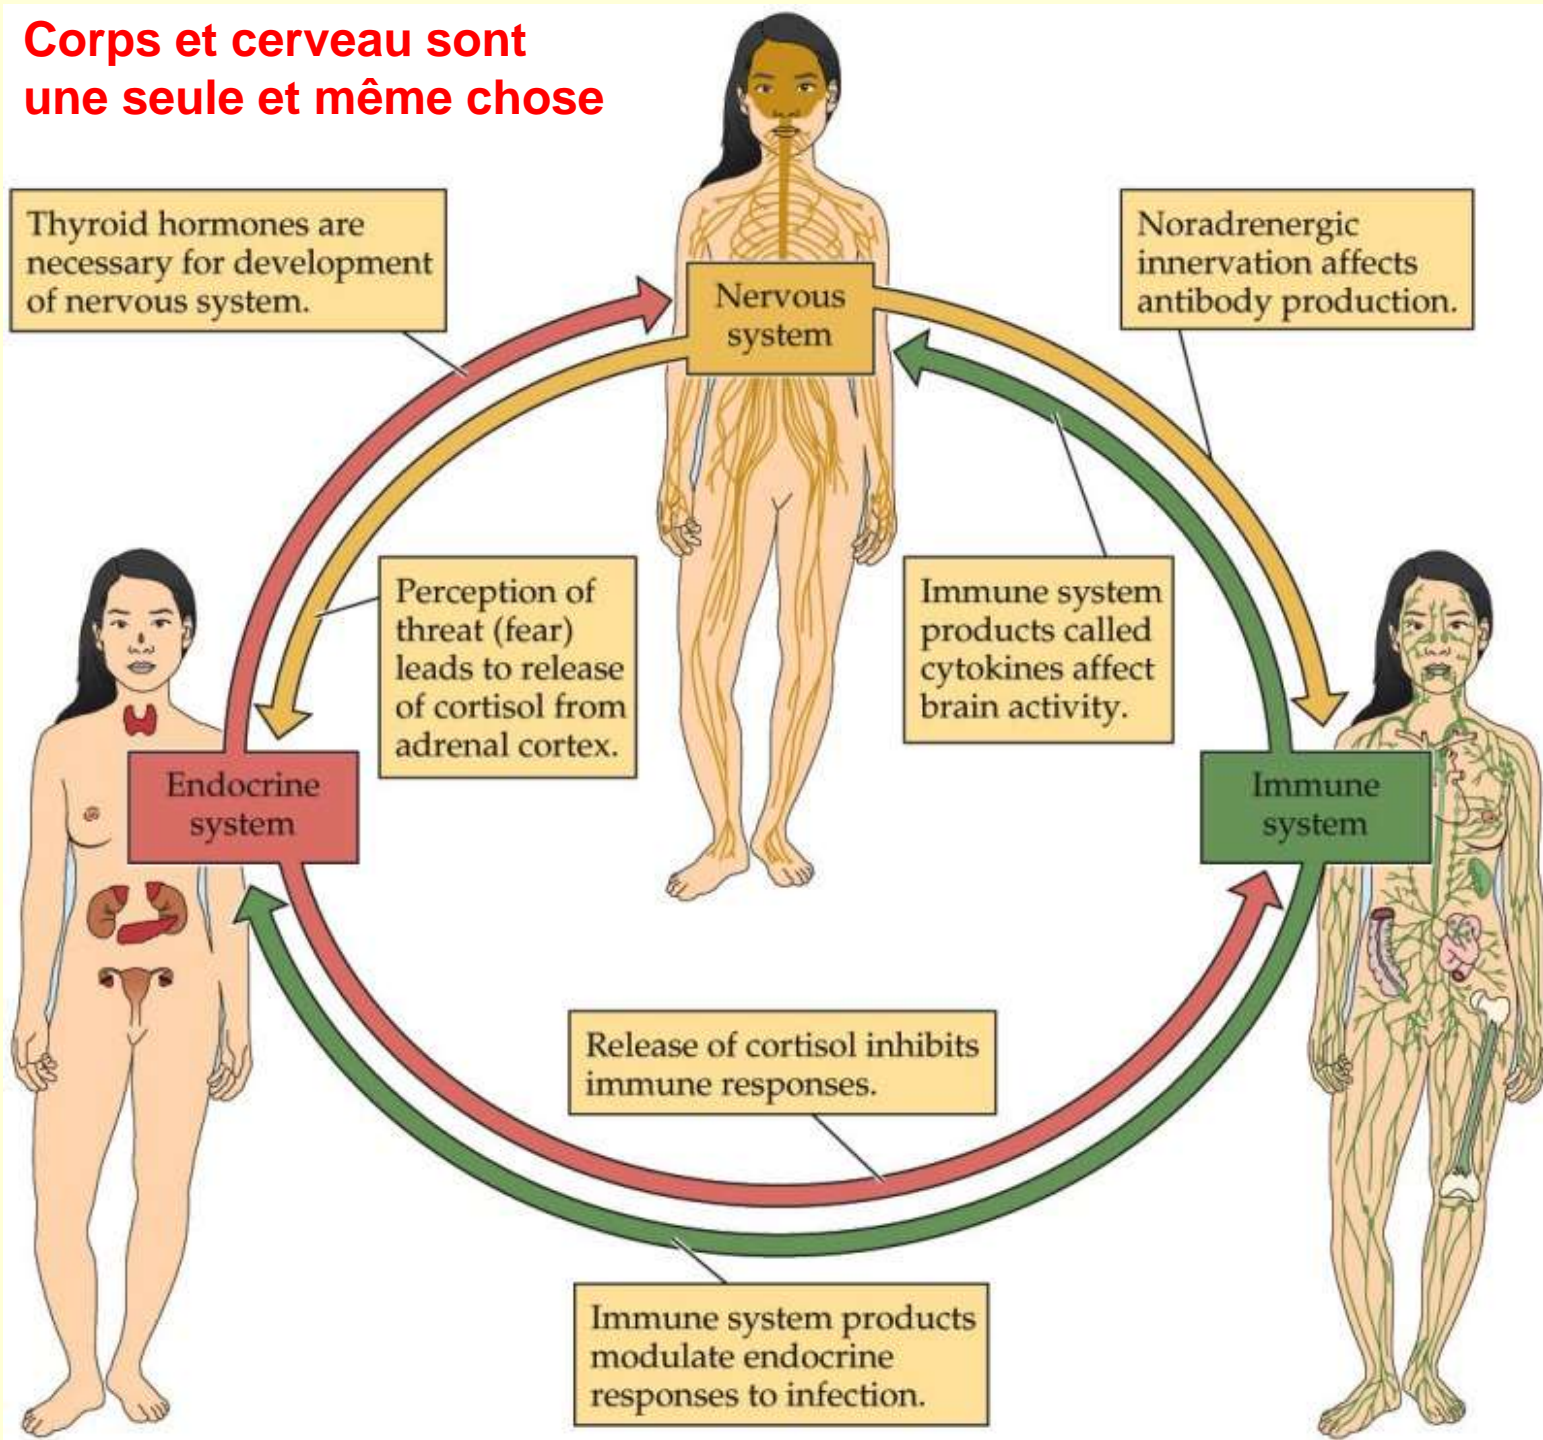 Corps et cerveau sont
une seule et même chose
Thyroid hormones are
necessary for development
of nervous system.
Nervous
system
Noradrenergic
innervation affects
antibody production.
Perception of
threat (fear)
leads to release
of cortisol from
adrenal cortex.
Immune system
products called
cytokines affect
brain activity.
Endocrine
system
Immune
system
Release of cortisol inhibits
immune responses.
Immune system products
modulate endocrine
responses to infection.